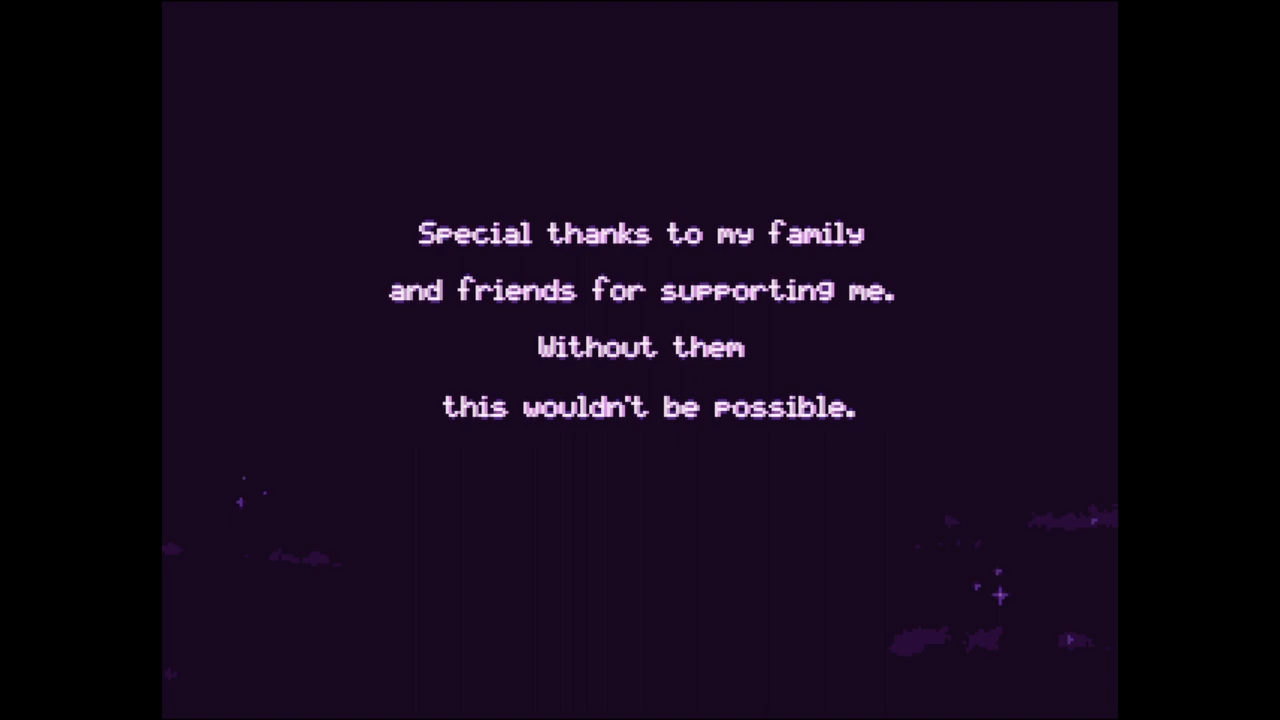 Special thanks to my family
and friends for supporting me.
Without them
this wouldn't be possible.